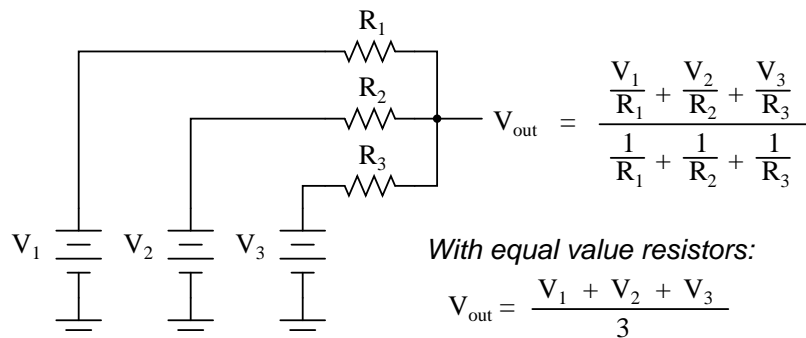 R1
R2
R3
V1
V2
V3
Vout = V1/R1 + V2/R2 + V3/R3
1/R1 + 1/R2 + 1/R3
With equal value resistors:
Vout = V1 + V2 + V3
3